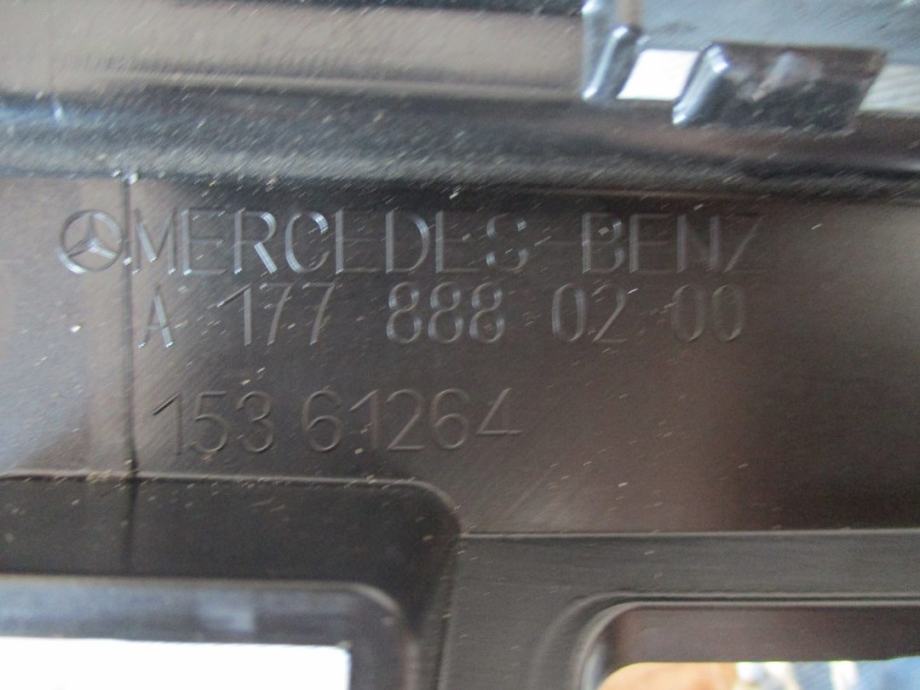 MERCEDES-BENZ
A 177 888 02 00
153 61264